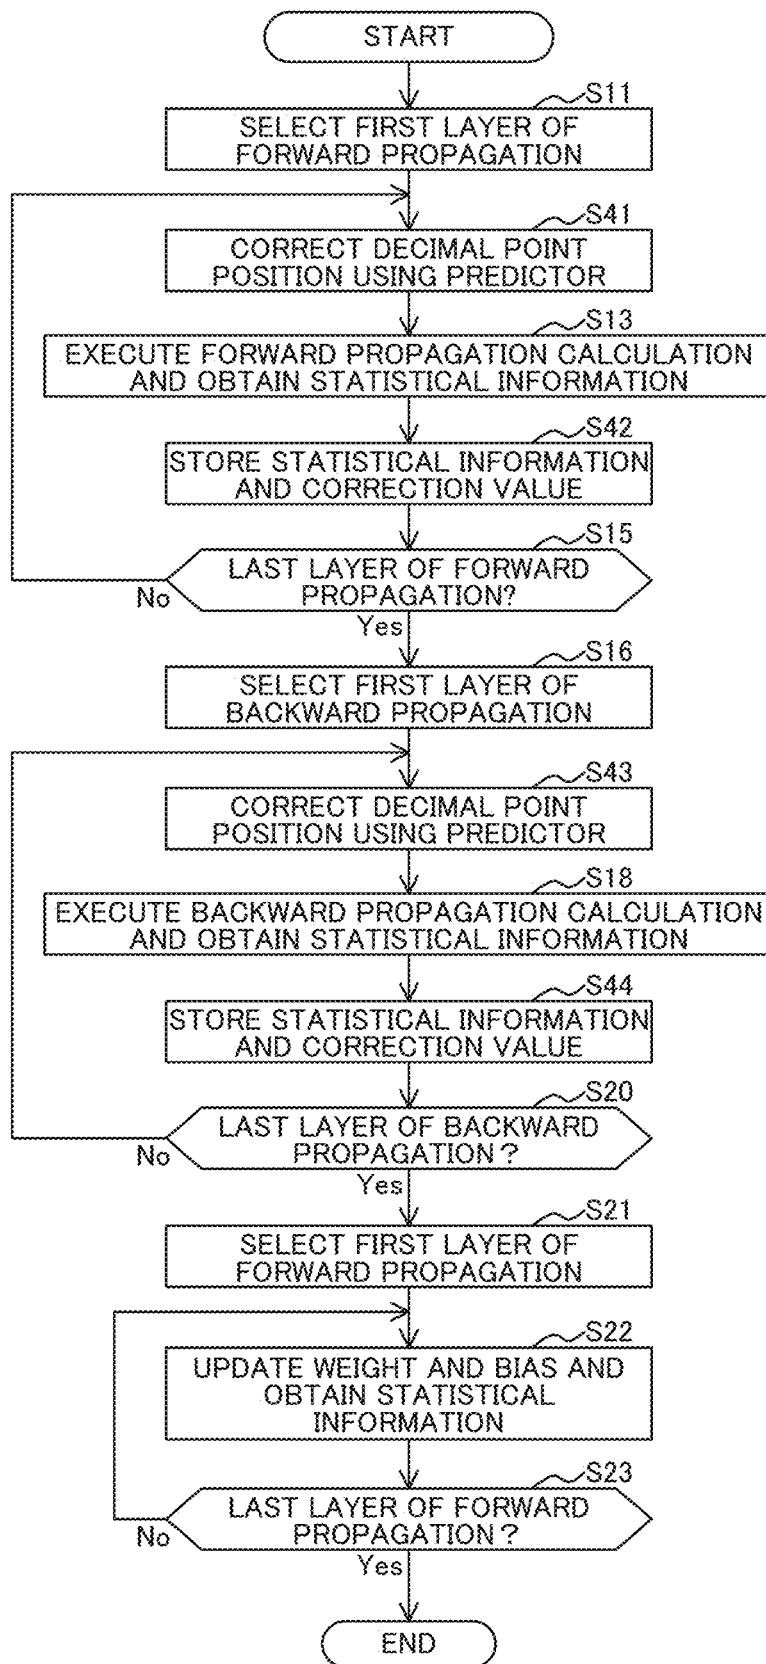 START
S11
SELECT FIRST LAYER OF
FORWARD PROPAGATION
S41
CORRECT DECIMAL POINT
POSITION USING PREDICTOR
S13
EXECUTE FORWARD PROPAGATION CALCULATION
AND OBTAIN STATISTICAL INFORMATION
S42
STORE STATISTICAL INFORMATION
AND CORRECTION VALUE
S15
LAST LAYER OF FORWARD
PROPAGATION?
No
Yes
S16
SELECT FIRST LAYER OF
BACKWARD PROPAGATION
S43
CORRECT DECIMAL POINT
POSITION USING PREDICTOR
S18
EXECUTE BACKWARD PROPAGATION CALCULATION
AND OBTAIN STATISTICAL INFORMATION
S44
STORE STATISTICAL INFORMATION
AND CORRECTION VALUE
S20
LAST LAYER OF BACKWARD
PROPAGATION?
No
Yes
S21
SELECT FIRST LAYER OF
FORWARD PROPAGATION
S22
UPDATE WEIGHT AND BIAS AND
OBTAIN STATISTICAL
INFORMATION
S23
LAST LAYER OF FORWARD
PROPAGATION?
No
Yes
END